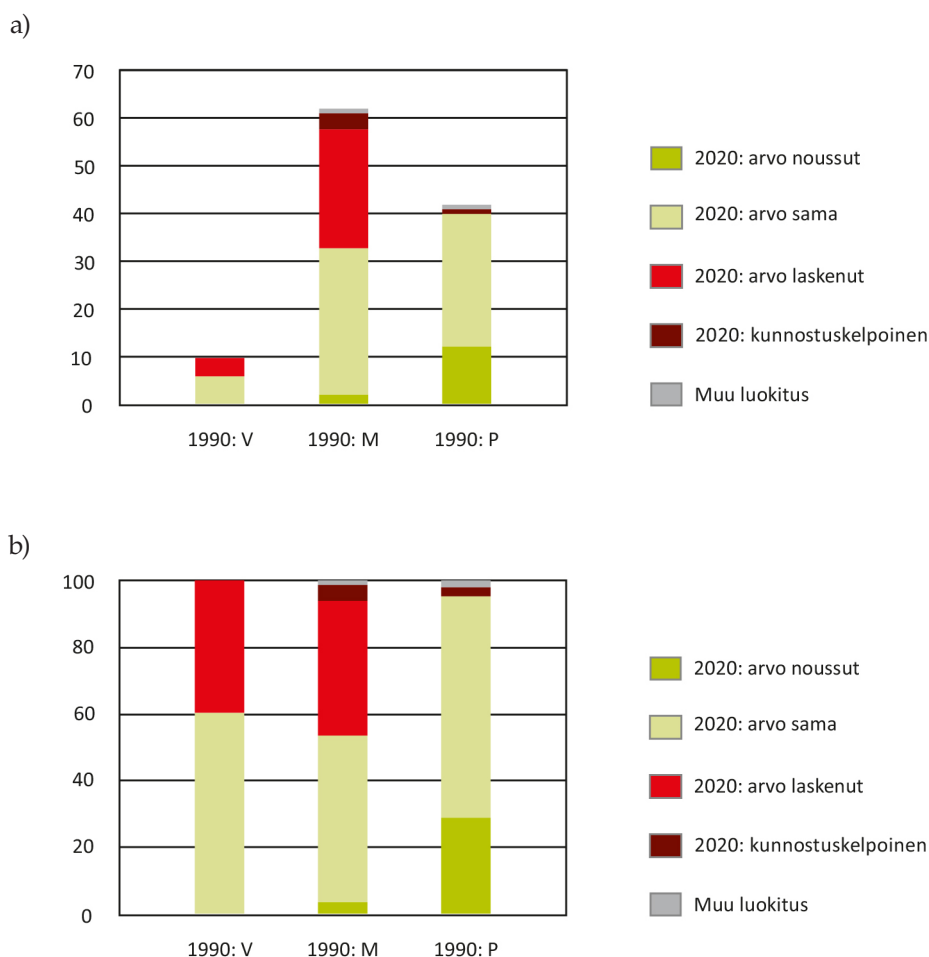 a)
70
60
50
40
30
20
10
0
1990: V 1990: M 1990: P
2020: arvo noussut
2020: arvo sama
2020: arvo laskenut
2020: kunnostuskelpoinen
Muu luokitus
b)
100
80
60
40
20
0
1990: V 1990: M 1990: P
2020: arvo noussut
2020: arvo sama
2020: arvo laskenut
2020: kunnostuskelpoinen
Muu luokitus